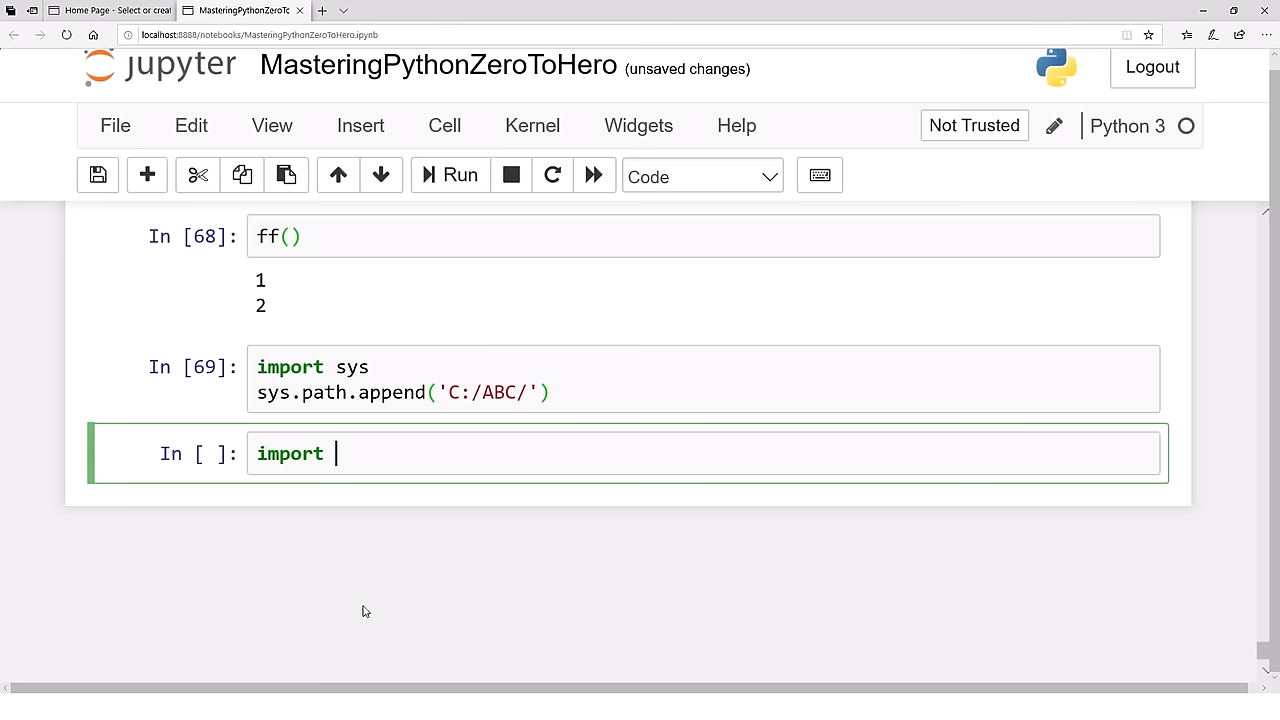 Home Page - Select or creat
MasteringPythonZeroToC
localhost:8888/notebooks/MasteringPythonZeroToHero.ipynb
jupyter MasteringPythonZeroToHero (unsaved changes)
Logout
File Edit View Insert Cell Kernel Widgets Help
Not Trusted
Python 3
Run
Code
In [68]: ff()
1
2
In [69]: import sys
sys.path.append('C:/ABC/')
In [ ]: import